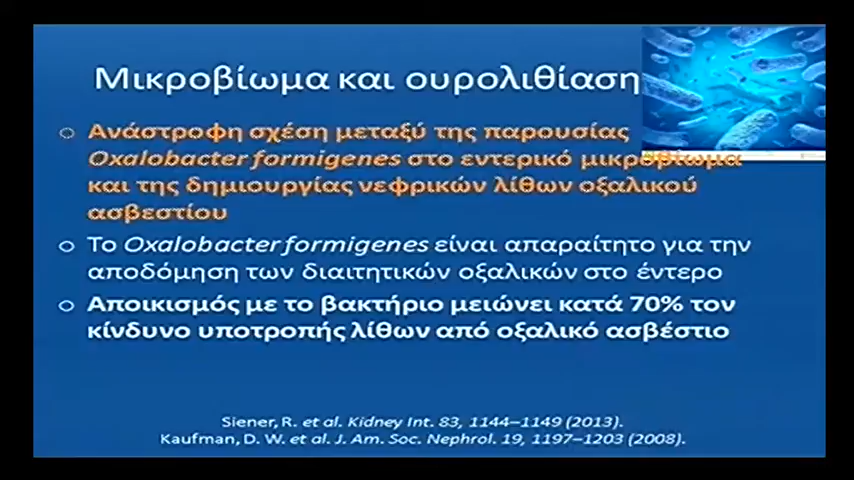 Μικροβίωμα και ουρολιθίαση
Ανάστροφη σχέση μεταξύ της παρουσίας
Oxalobacter formigenes στο εντερικό μικροβίωμα
και της δημιουργίας νεφρικών λίθων οξαλικού
ασβεστίου
Το Oxalobacter formigenes είναι απαραίτητο για την
αποδόμηση των διαιτητικών οξαλικών στο έντερο
Αποικισμός με το βακτήριο μειώνει κατά 70% τον
κίνδυνο υποτροπής λίθων από οξαλικό ασβέστιο
Siener, R. et al. Kidney Int. 83, 1144–1149 (2013).
Kaufman, D. W. et al. J. Am. Soc. Nephrol. 19, 1197–1203 (2008).